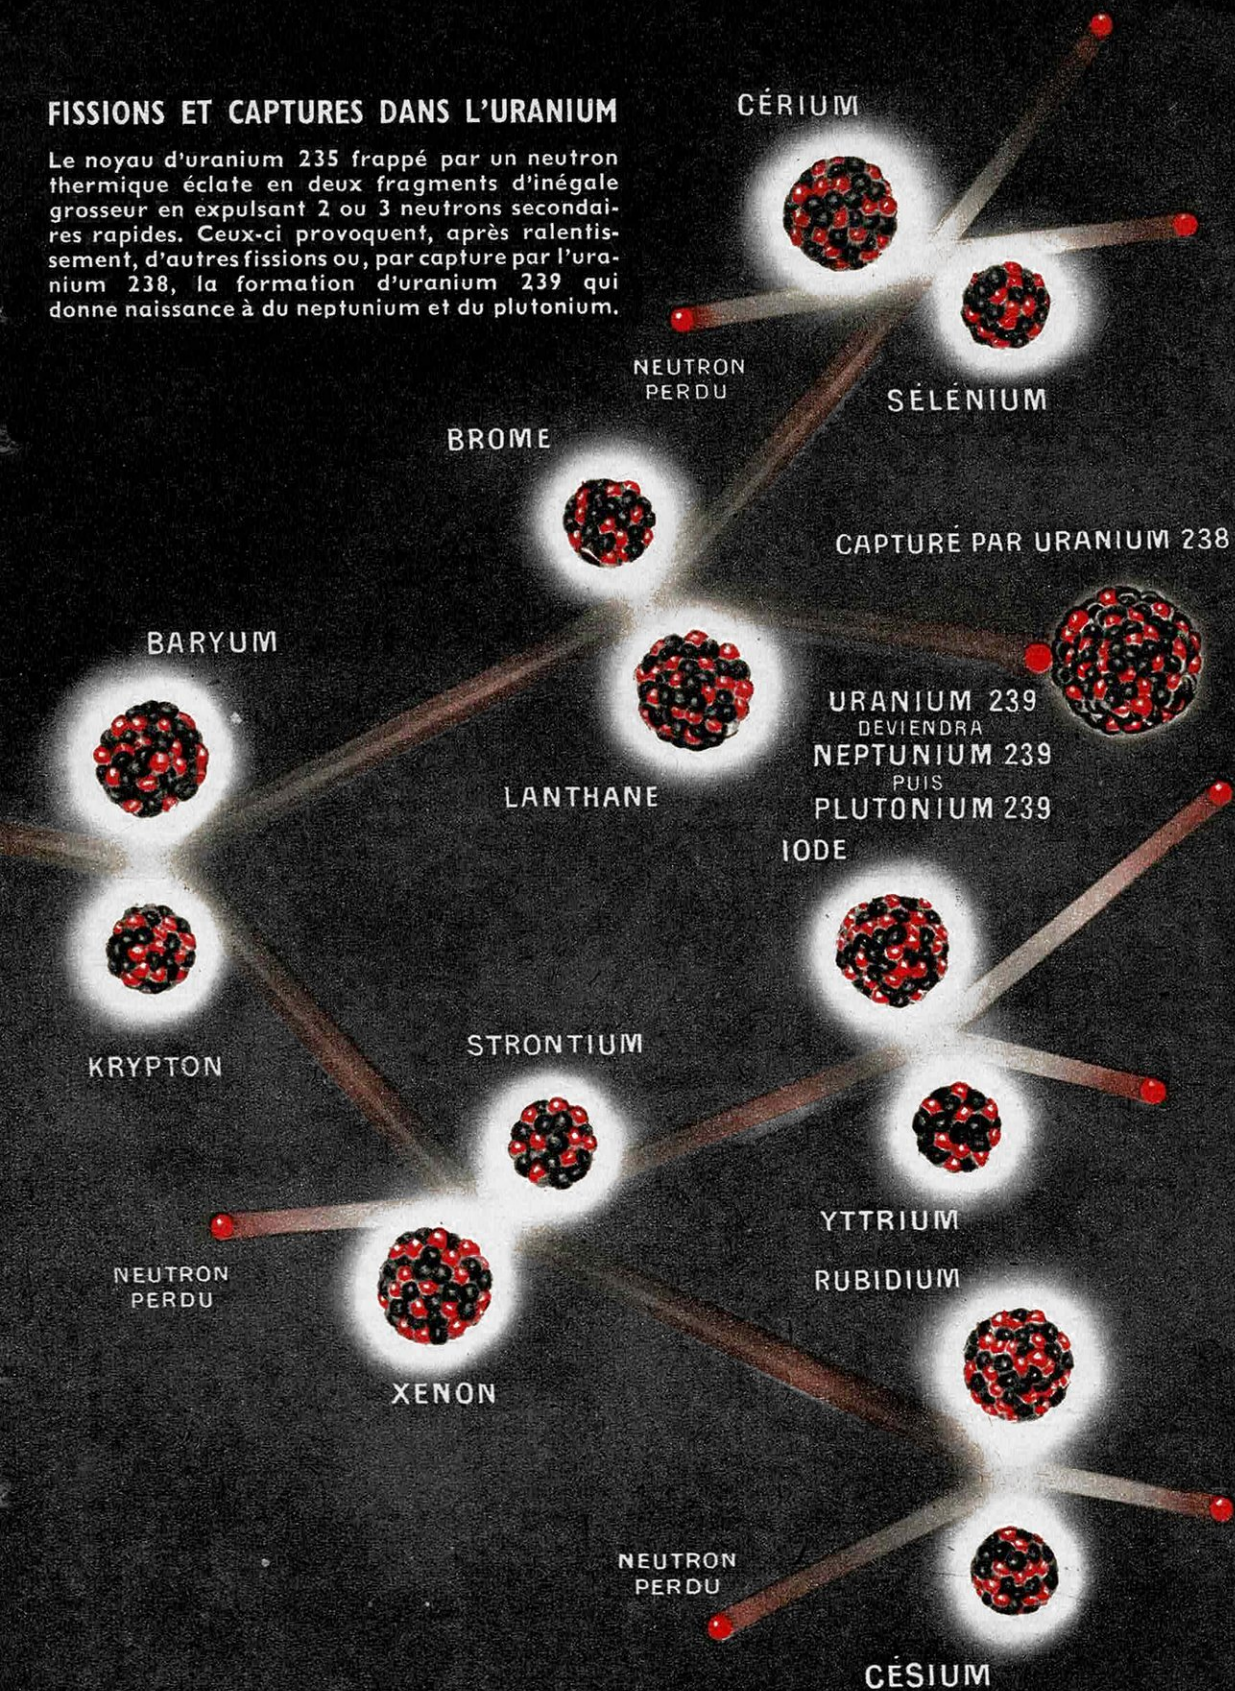 FISSIONS ET CAPTURES DANS L'URANIUM
Le noyau d'uranium 235 frappé par un neutron
thermique éclate en deux fragments d'inégale
grosseur en expulsant 2 ou 3 neutrons secondai-
res rapides. Ceux-ci provoquent, après ralentis-
sement, d'autres fissions ou, par capture par l'ura-
nium 238, la formation d'uranium 239 qui
donne naissance à du neptunium et du plutonium.
CÉRIUM
NEUTRON
PERDU
SÉLÉNIUM
BROME
CAPTURÉ PAR URANIUM 238
BARYUM
URANIUM 239
DEVIENDRA
NEPTUNIUM 239
PUIS
PLUTONIUM 239
LANTHANE
IODE
KRYPTON
STRONTIUM
YTTRIUM
NEUTRON
PERDU
RUBIDIUM
XENON
NEUTRON
PERDU
CÉSIUM